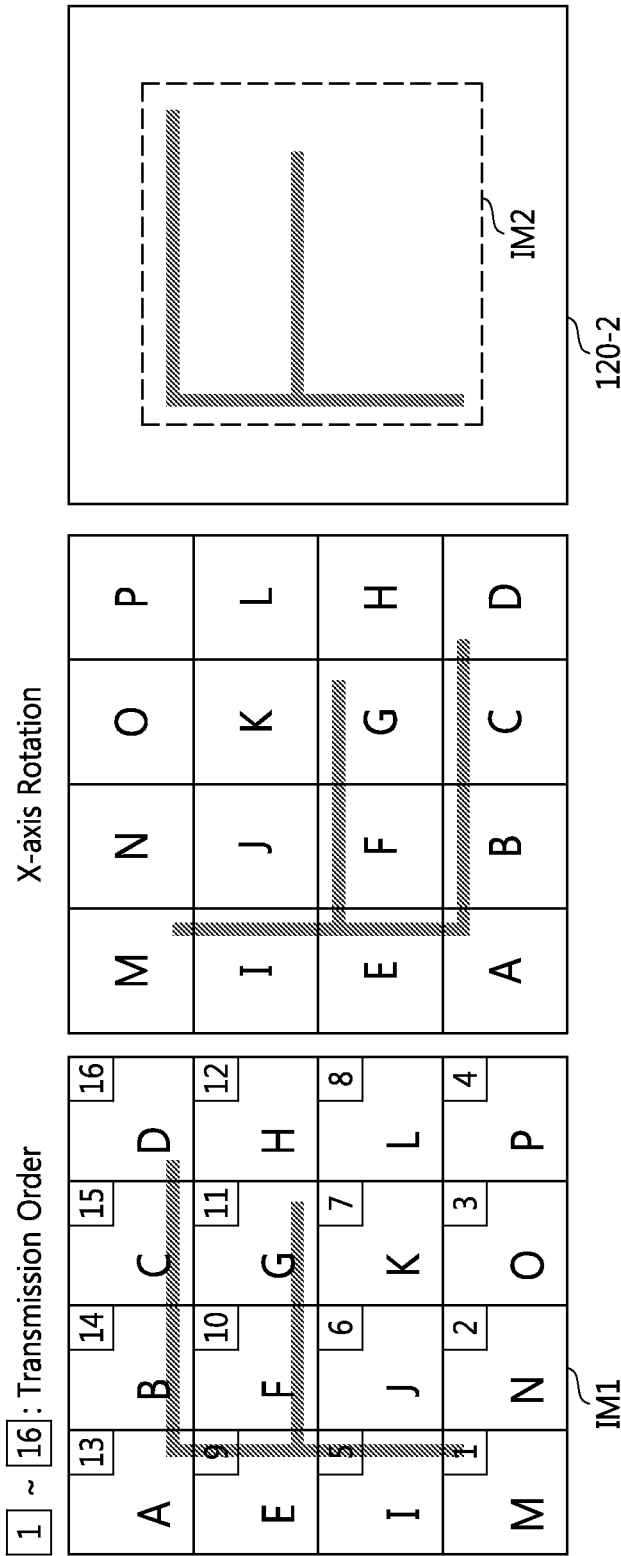 1 ~ 16 : Transmission Order
X-axis Rotation
A 13 B 14 C 15 D 16
E 9 F 10 G 11 H 12
I 5 J 6 K 7 L 8
M 1 N 2 O 3 P 4
IM1
M N O P
I J K L
E F G H
A B C D
IM2
120-2